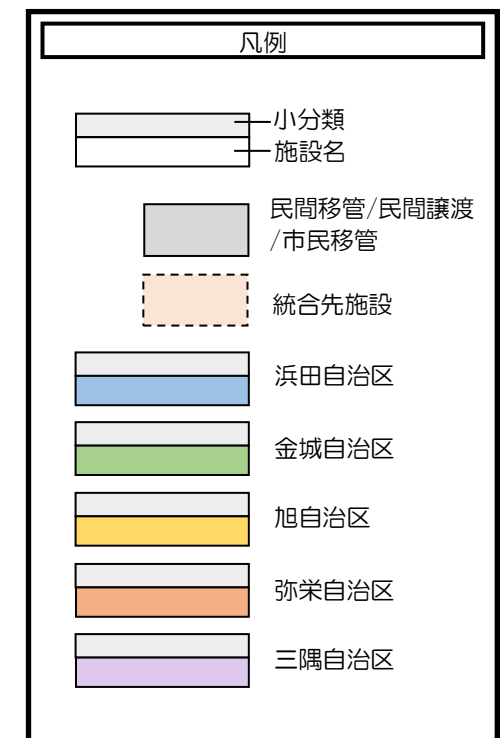 凡例
小分類
施設名
民間移管/民間譲渡
/市民移管
統合先施設
浜田自治区
金城自治区
旭自治区
弥栄自治区
三隅自治区